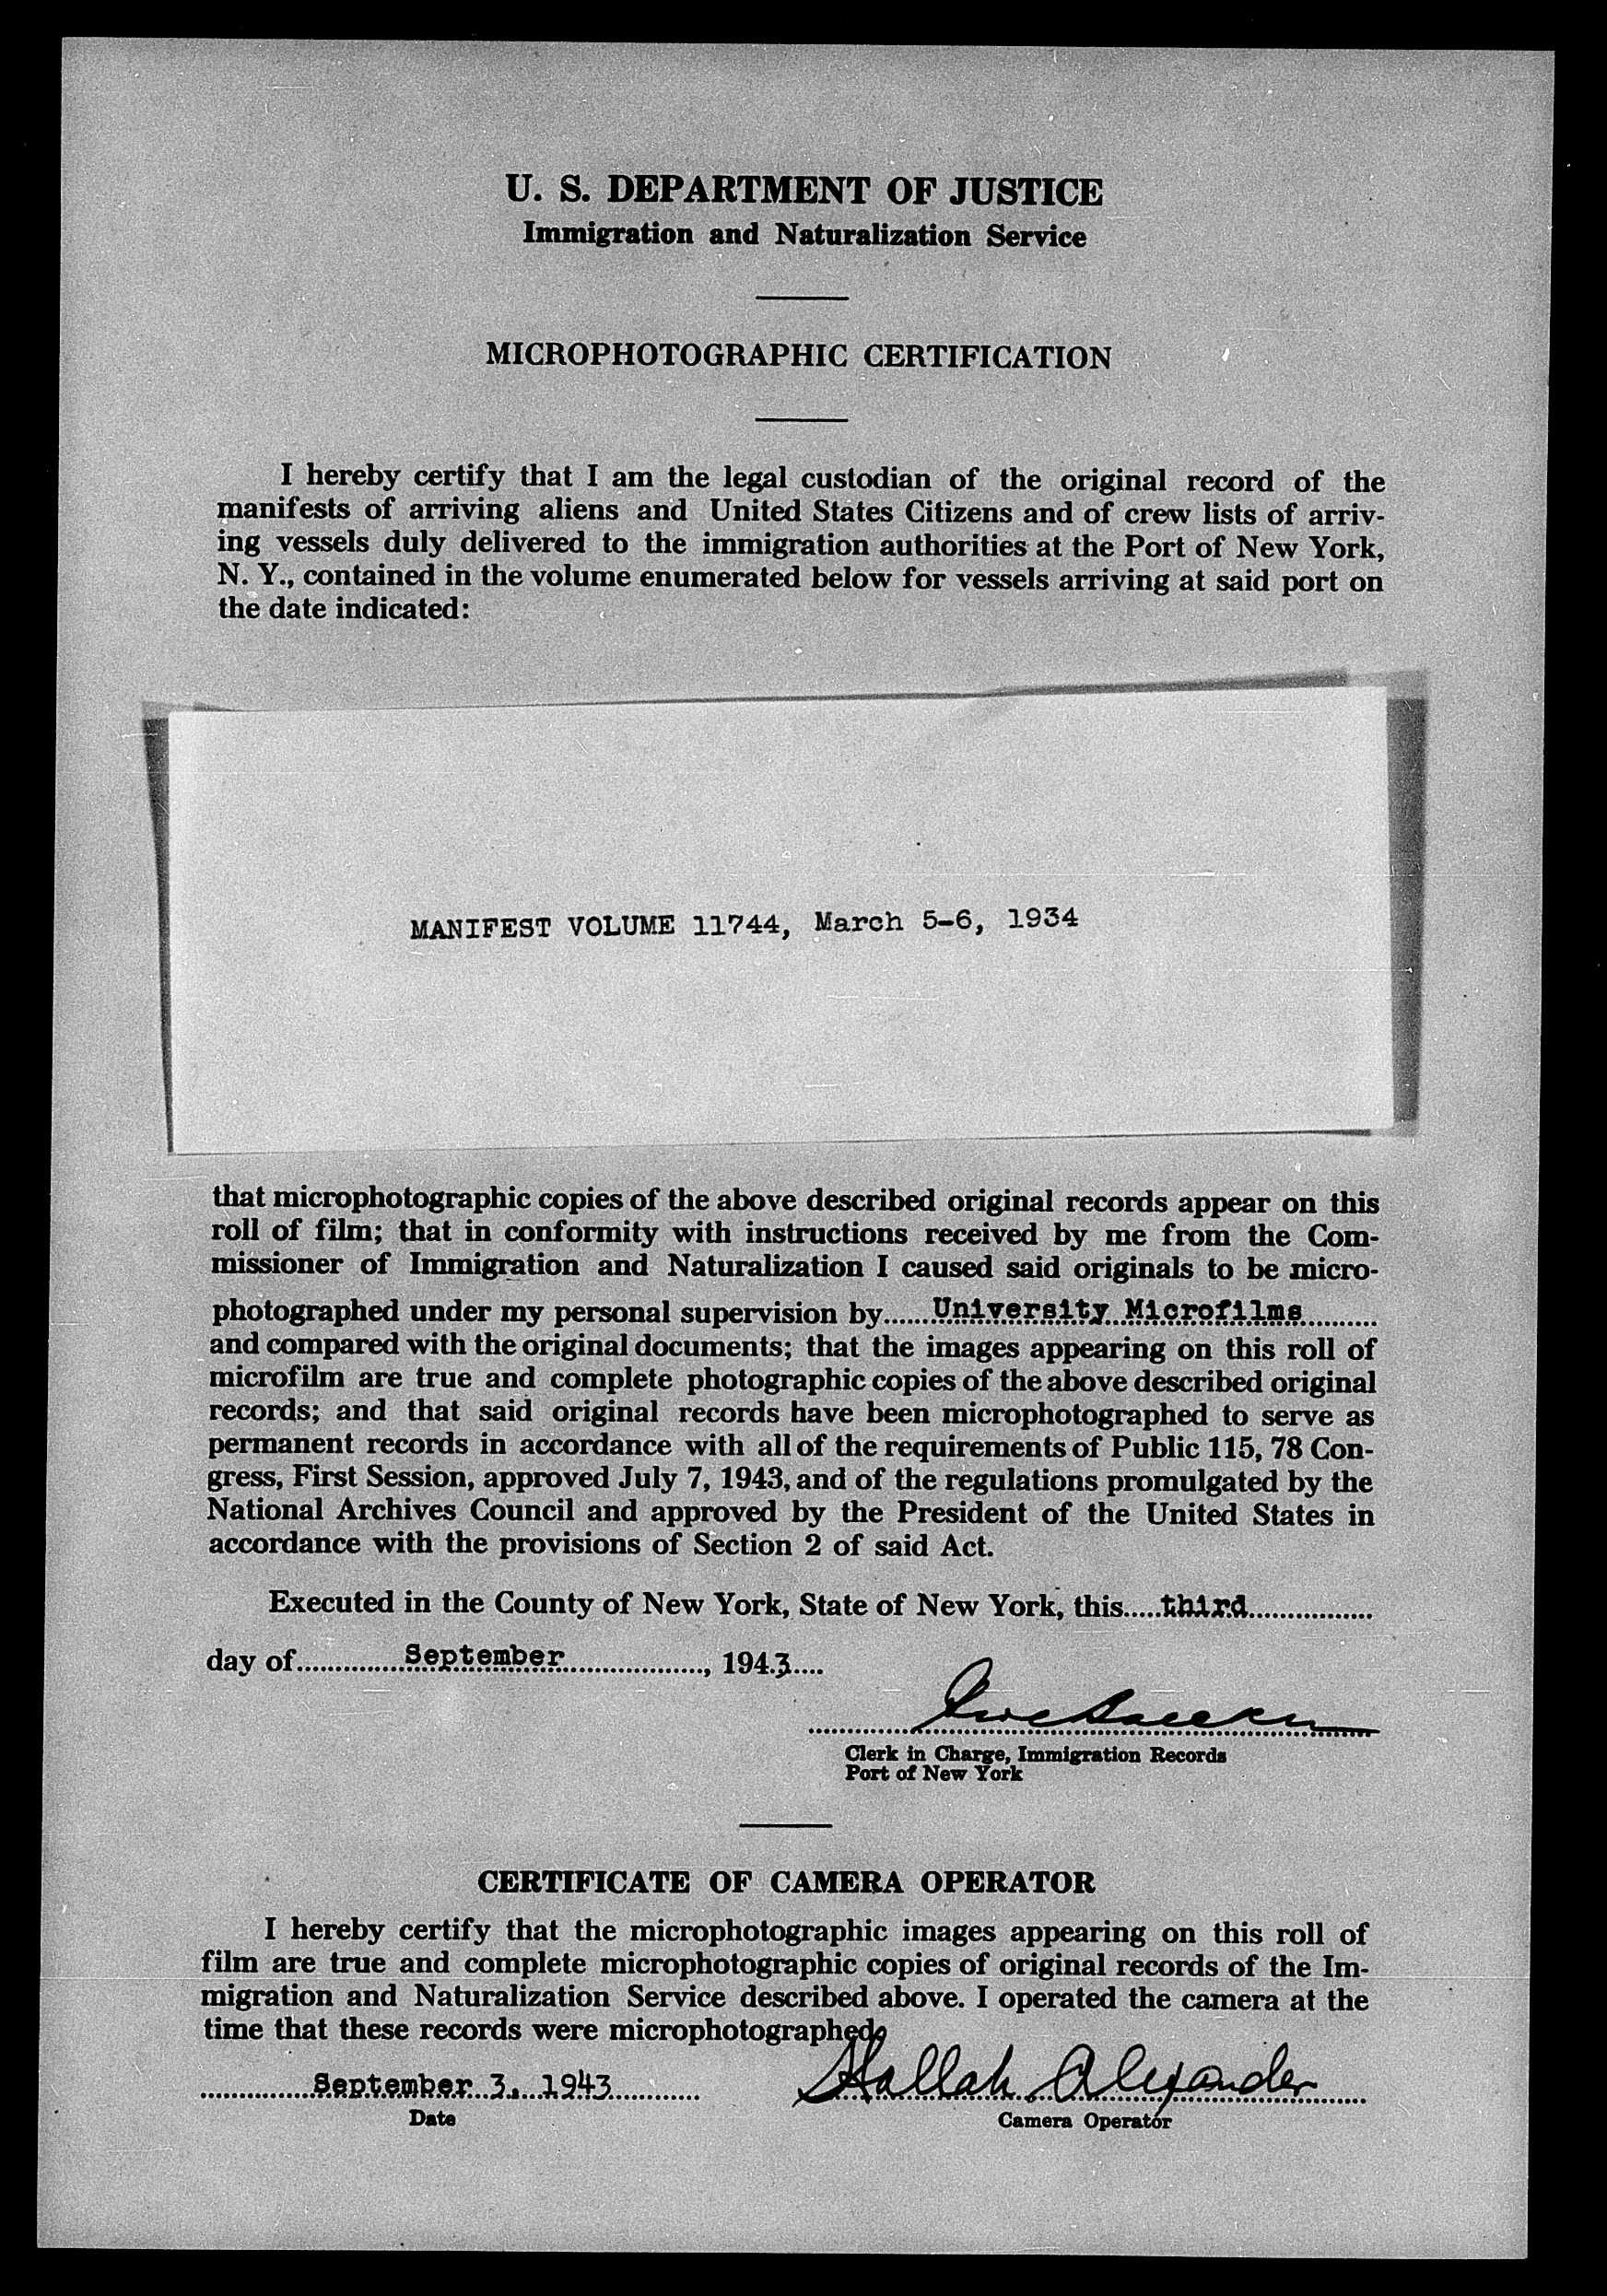 U. S. DEPARTMENT OF JUSTICE
Immigration and Naturalization Service
MICROPHOTOGRAPHIC CERTIFICATION
I hereby certify that I am the legal custodian of the original record of the
manifests of arriving aliens and United States Citizens and of crew lists of arriv-
ing vessels duly delivered to the immigration authorities at the Port of New York,
N. Y., contained in the volume enumerated below for vessels arriving at said port on
the date indicated:
MANIFEST VOLUME 11744, March 5-6, 1934
that microphotographic copies of the above described original records appear on this
roll of film; that in conformity with instructions received by me from the Com-
missioner of Immigration and Naturalization I caused said originals to be micro-
photographed under my personal supervision by University Microfilms
and compared with the original documents; that the images appearing on this roll of
microfilm are true and complete photographic copies of the above described original
records; and that said original records have been microphotographed to serve as
permanent records in accordance with all of the requirements of Public 115, 78 Con-
gress, First Session, approved July 7, 1943, and of the regulations promulgated by the
National Archives Council and approved by the President of the United States in
accordance with the provisions of Section 2 of said Act.
Executed in the County of New York, State of New York, this third
day of September, 1943
Clerk in Charge, Immigration Records
Port of New York
CERTIFICATE OF CAMERA OPERATOR
I hereby certify that the microphotographic images appearing on this roll of
film are true and complete microphotographic copies of original records of the Im-
migration and Naturalization Service described above. I operated the camera at the
time that these records were microphotographed.
September 3, 1943 Hallah Alexander
Date Camera Operator